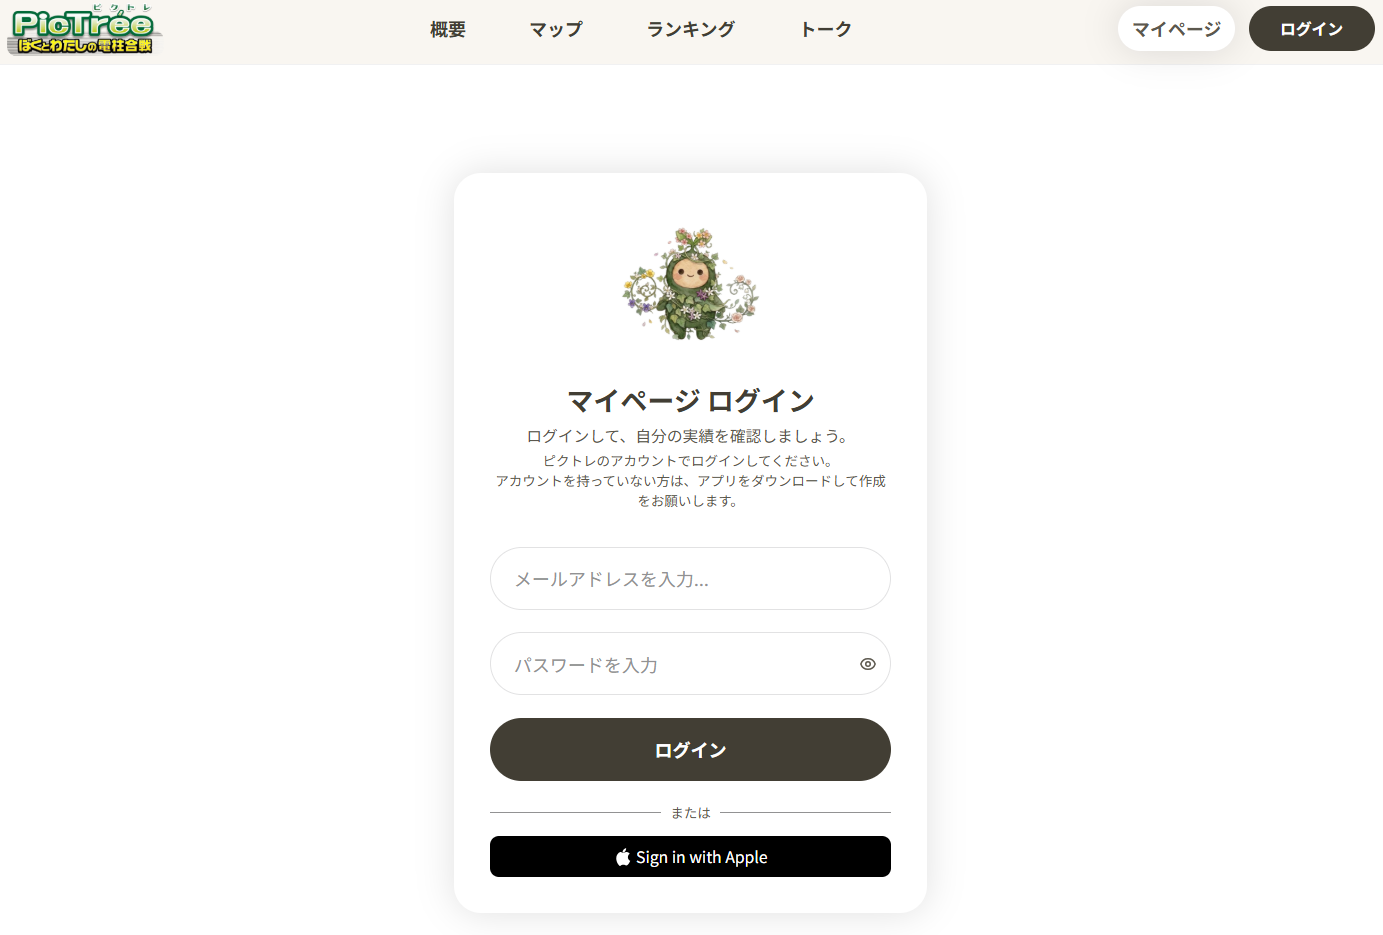 ピクトレ
PicTree
ぼくとわたしの電柱合戦
概要
マップ
ランキング
トーク
マイページ
ログイン
マイページ ログイン
ログインして、自分の実績を確認しましょう。
ピクトレのアカウントでログインしてください。
アカウントを持っていない方は、アプリをダウンロードして作成
をお願いします。
メールアドレスを入力...
パスワードを入力
ログイン
または
Sign in with Apple